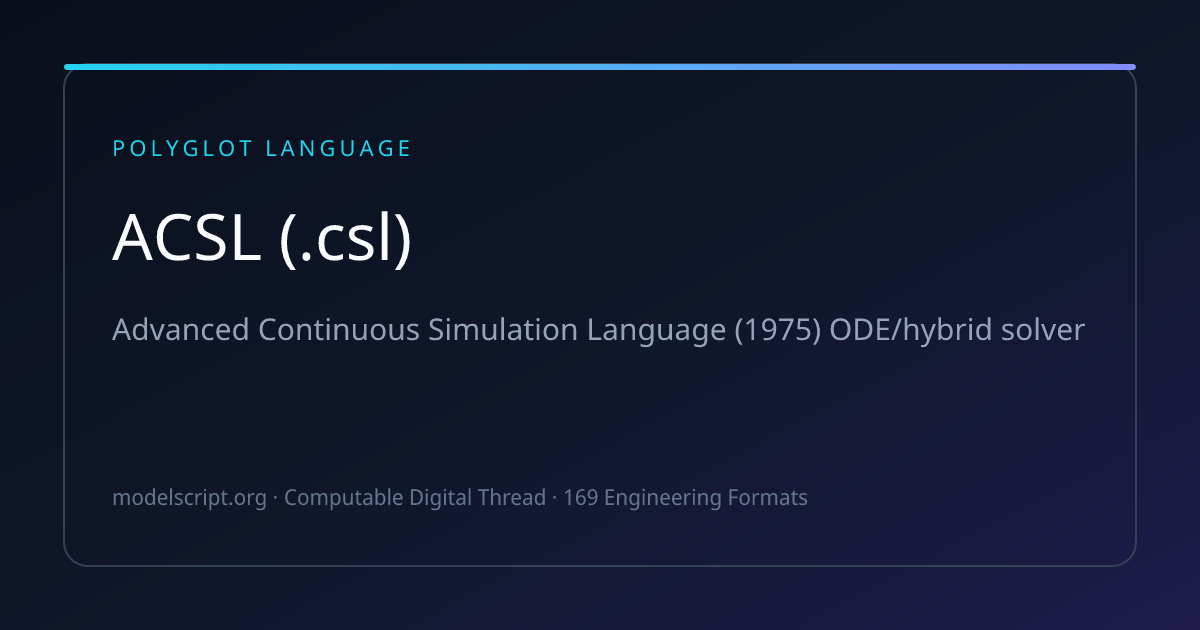 POLYGLOT LANGUAGE
ACSL (.csl)
Advanced Continuous Simulation Language (1975) ODE/hybrid solver
modelscript.org · Computable Digital Thread · 169 Engineering Formats